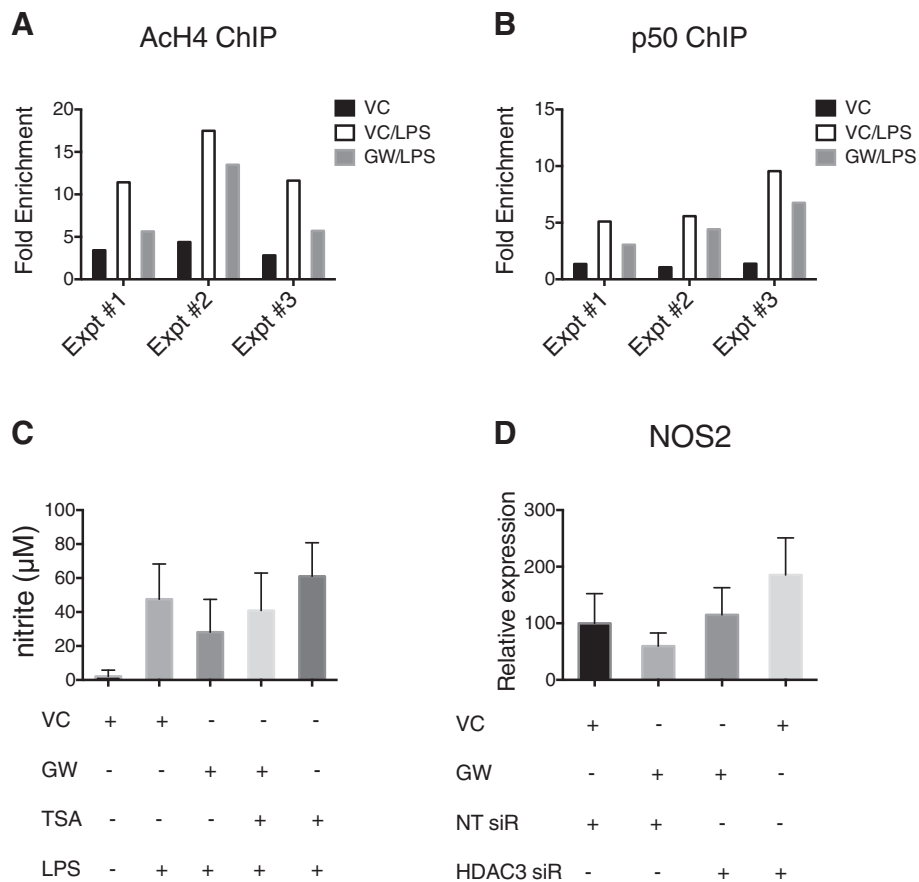 A
AcH4 ChIP
Fold Enrichment
20
15
10
5
0
Expt #1
Expt #2
Expt #3
VC
VC/LPS
GW/LPS
B
p50 ChIP
Fold Enrichment
15
10
5
0
Expt #1
Expt #2
Expt #3
VC
VC/LPS
GW/LPS
C
nitrite (µM)
100
80
60
40
20
0
VC + + - - -
GW - - + + -
TSA - - - + +
LPS - + + + +
D
NOS2
Relative expression
300
200
100
0
VC + - - +
GW - + + -
NT siR + + - -
HDAC3 siR - - + +